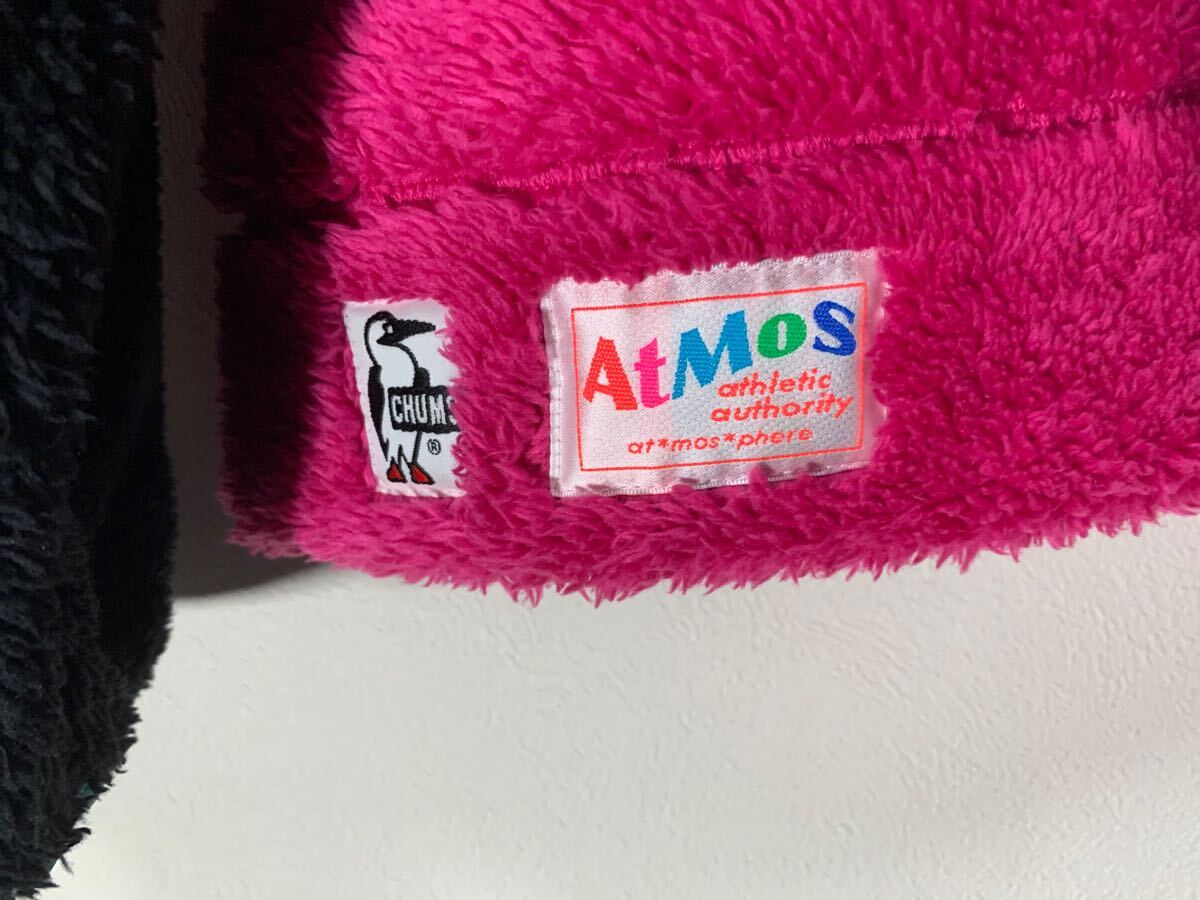 CHUMS
®
AtMoS
athletic
authority
at*mos*phere